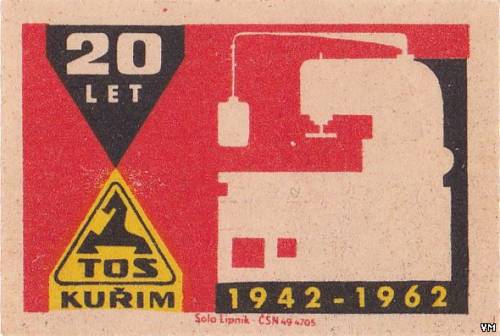 20
LET
TOS
KUŘIM
1942-1962
Solo Lipník - ČSN 49 4705
VM